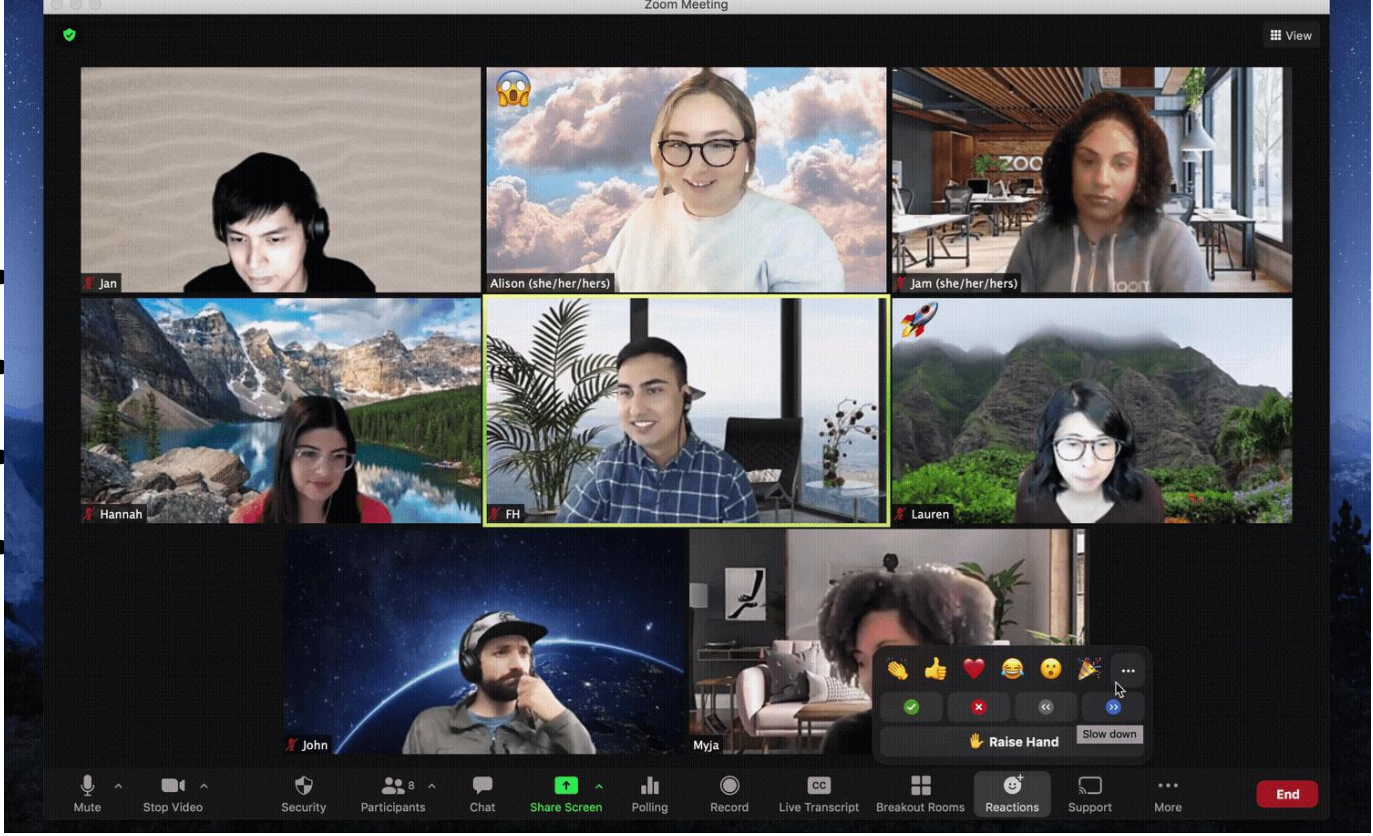 Zoom Meeting
View
ZOO
zoom
Jan
Alison (she/her/hers)
Jam (she/her/hers)
Hannah
FH
Lauren
John
Myja
Raise Hand
Slow down
8
CC
Mute
Stop Video
Security
Participants
Chat
Share Screen
Polling
Record
Live Transcript
Breakout Rooms
Reactions
Support
More
End